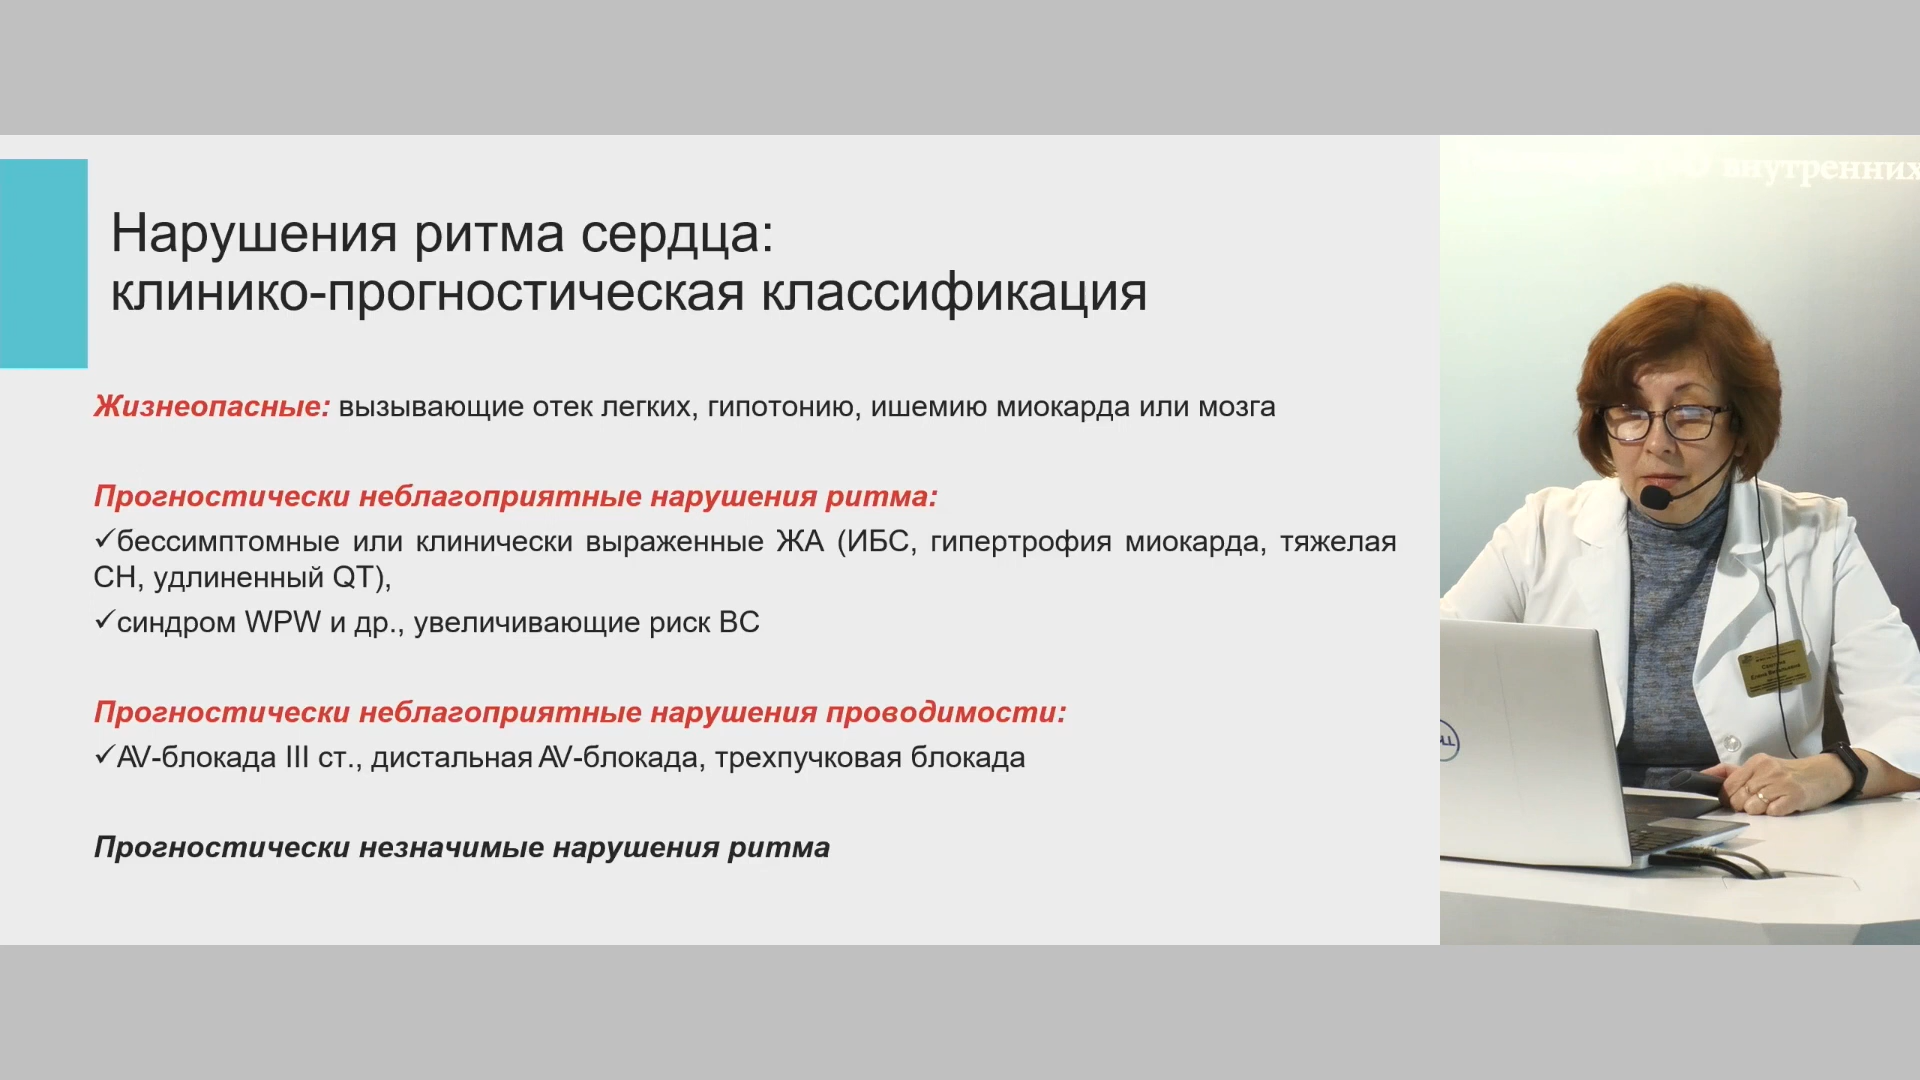 внутренних
Нарушения ритма сердца:
клинико-прогностическая классификация
Жизнеопасные: вызывающие отек легких, гипотонию, ишемию миокарда или мозга
Прогностически неблагоприятные нарушения ритма:
✓бессимптомные или клинически выраженные ЖА (ИБС, гипертрофия миокарда, тяжелая
СН, удлиненный QT),
✓синдром WPW и др., увеличивающие риск ВС
Прогностически неблагоприятные нарушения проводимости:
✓AV-блокада III ст., дистальная AV-блокада, трехпучковая блокада
Прогностически незначимые нарушения ритма